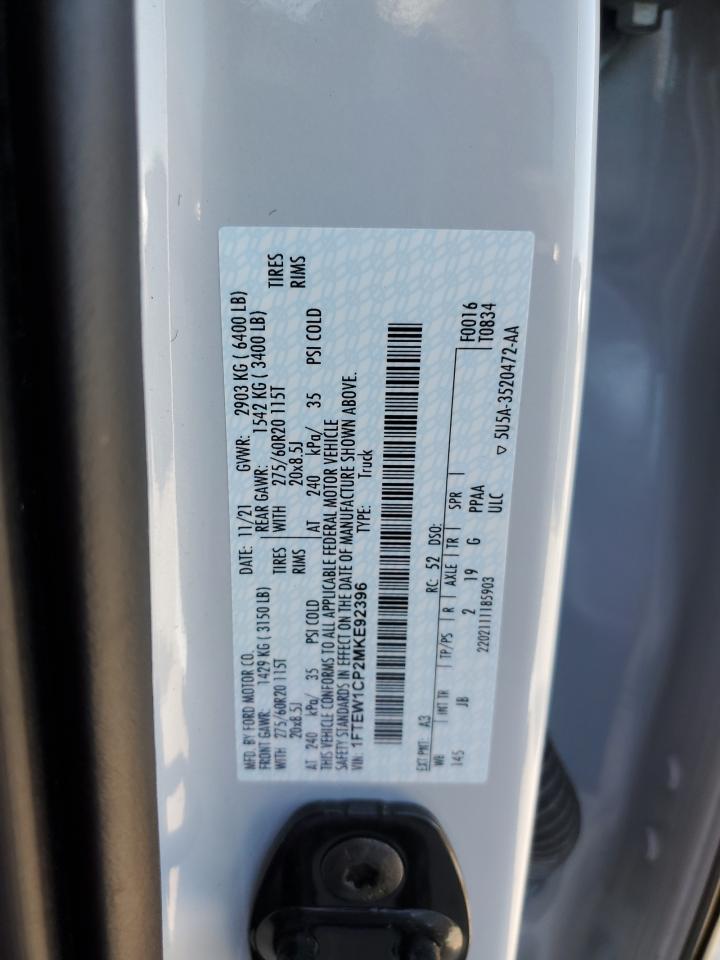 MFD. BY FORD MOTOR CO.
DATE: 11/21 GVWR: 2903 KG ( 6400 LB)
FRONT GAWR: 1429 KG ( 3150 LB) REAR GAWR: 1542 KG ( 3400 LB)
WITH 275/60R20 115T TIRES WITH 275/60R20 115T TIRES
20x8.5J RIMS 20x8.5J RIMS
AT 240 kPa/ 35 PSI COLD AT 240 kPa/ 35 PSI COLD
THIS VEHICLE CONFORMS TO ALL APPLICABLE FEDERAL MOTOR VEHICLE
SAFETY STANDARDS IN EFFECT ON THE DATE OF MANUFACTURE SHOWN ABOVE.
VIN: 1FTEW1CP2MKE92396 TYPE: Truck
EXT PNT: A3 RC: 52 DSO: F0016
WB INT TR TP/PS R AXLE TR SPR T0834
145 JB 2 19 G PPAA
2202111185903 ULC ▽ 5U5A-3520472-AA